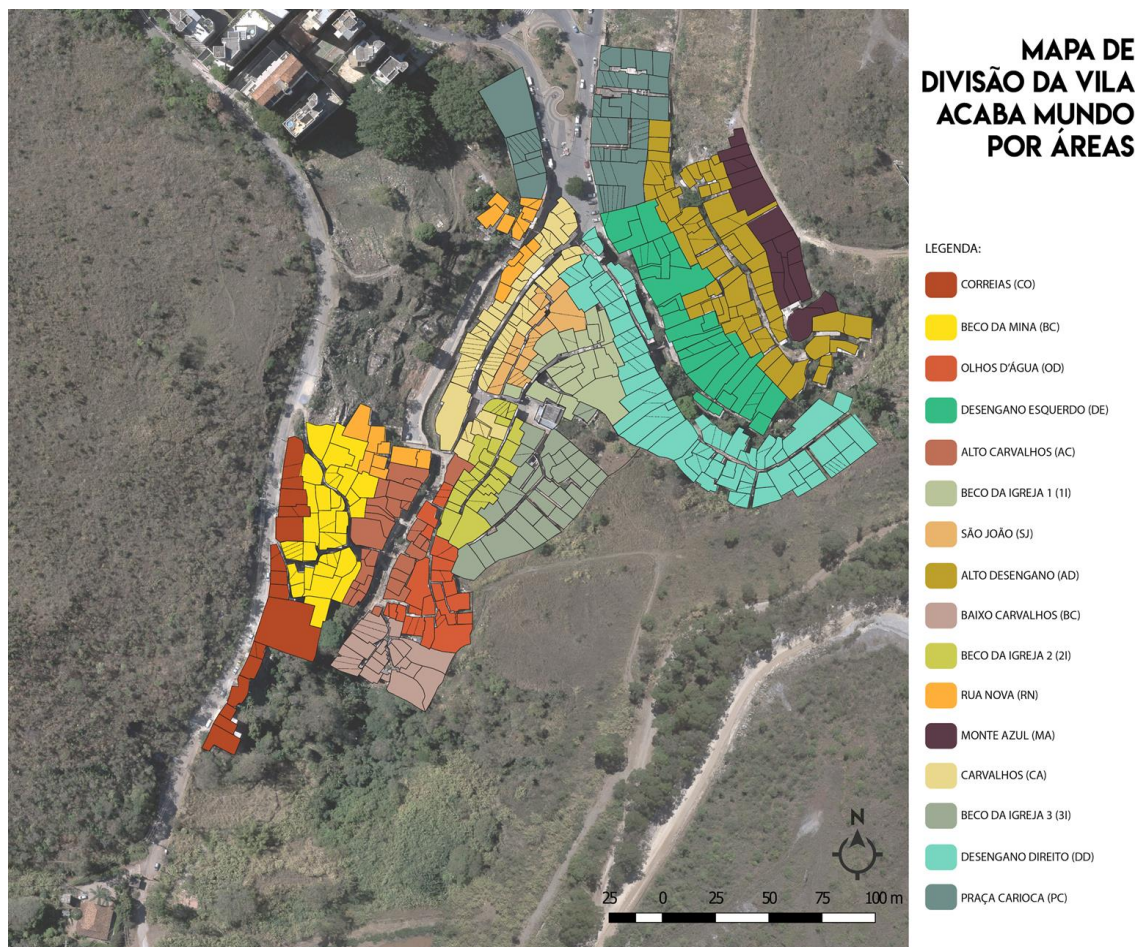 MAPA DE
DIVISÃO DA VILA
ACABA MUNDO
POR ÁREAS
LEGENDA:
CORREIAS (CO)
BECO DA MINA (BC)
OLHOS D'ÁGUA (OD)
DESENGANO ESQUERDO (DE)
ALTO CARVALHOS (AC)
BECO DA IGREJA 1 (1I)
SÃO JOÃO (SJ)
ALTO DESENGANO (AD)
BAIXO CARVALHOS (BC)
BECO DA IGREJA 2 (2I)
RUA NOVA (RN)
MONTE AZUL (MA)
CARVALHOS (CA)
BECO DA IGREJA 3 (3I)
DESENGANO DIREITO (DD)
PRAÇA CARIOCA (PC)
N
25 0 25 50 75 100 m